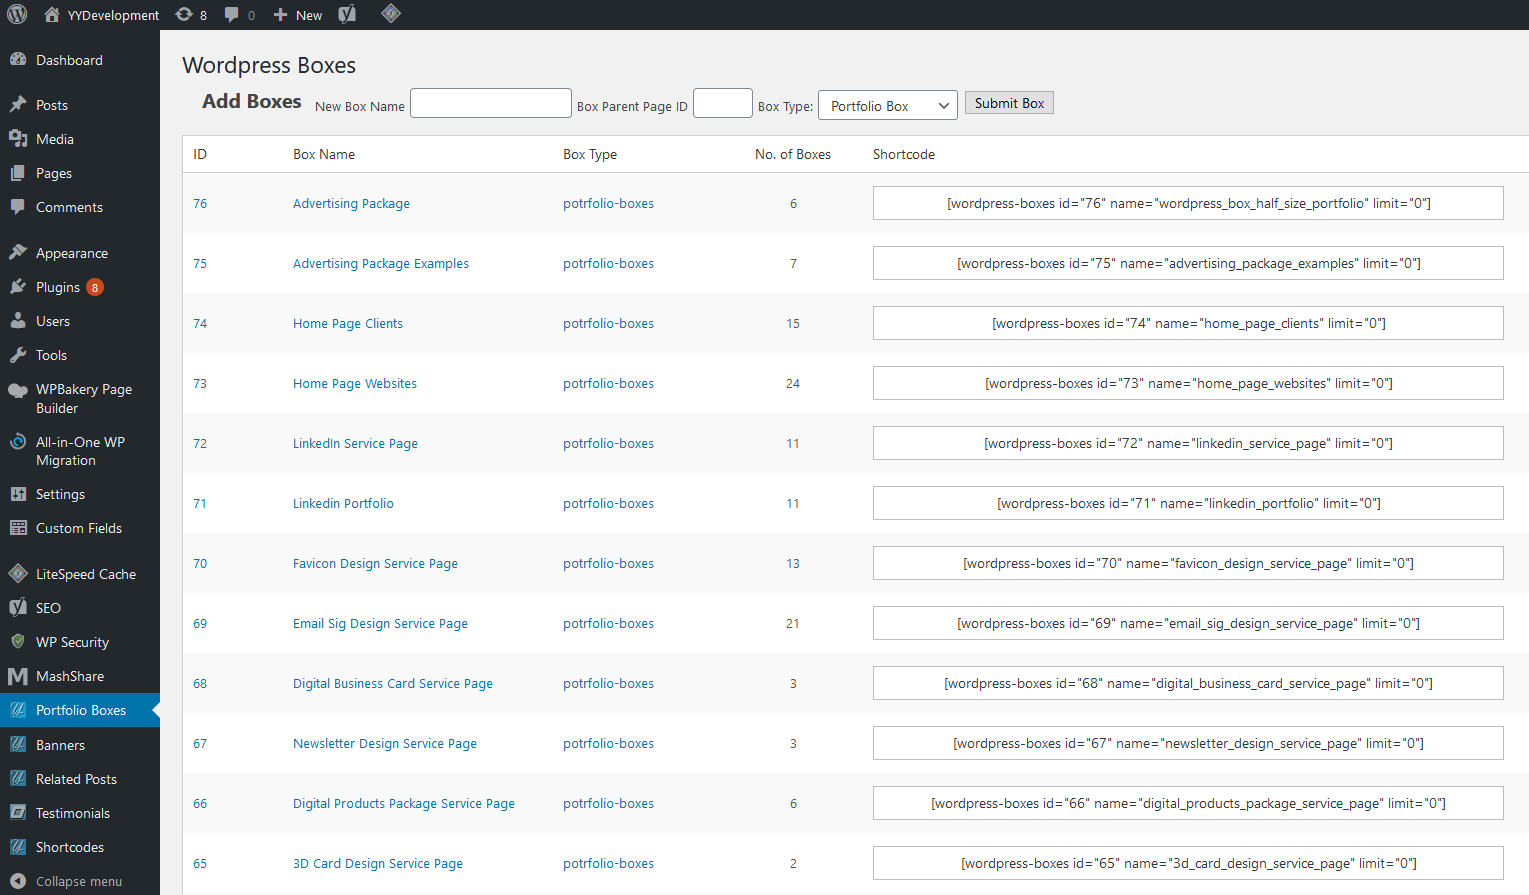 YYDevelopment 8 0 New
Dashboard
Posts
Media
Pages
Comments
Appearance
Plugins 8
Users
Tools
WPBakery Page
Builder
All-in-One WP
Migration
Settings
Custom Fields
LiteSpeed Cache
SEO
WP Security
MashShare
Portfolio Boxes
Banners
Related Posts
Testimonials
Shortcodes
Collapse menu
Wordpress Boxes
Add Boxes New Box Name Box Parent Page ID Box Type: Portfolio Box Submit Box
ID Box Name Box Type No. of Boxes Shortcode
76 Advertising Package potrfolio-boxes 6 [wordpress-boxes id="76" name="wordpress_box_half_size_portfolio" limit="0"]
75 Advertising Package Examples potrfolio-boxes 7 [wordpress-boxes id="75" name="advertising_package_examples" limit="0"]
74 Home Page Clients potrfolio-boxes 15 [wordpress-boxes id="74" name="home_page_clients" limit="0"]
73 Home Page Websites potrfolio-boxes 24 [wordpress-boxes id="73" name="home_page_websites" limit="0"]
72 LinkedIn Service Page potrfolio-boxes 11 [wordpress-boxes id="72" name="linkedin_service_page" limit="0"]
71 Linkedin Portfolio potrfolio-boxes 11 [wordpress-boxes id="71" name="linkedin_portfolio" limit="0"]
70 Favicon Design Service Page potrfolio-boxes 13 [wordpress-boxes id="70" name="favicon_design_service_page" limit="0"]
69 Email Sig Design Service Page potrfolio-boxes 21 [wordpress-boxes id="69" name="email_sig_design_service_page" limit="0"]
68 Digital Business Card Service Page potrfolio-boxes 3 [wordpress-boxes id="68" name="digital_business_card_service_page" limit="0"]
67 Newsletter Design Service Page potrfolio-boxes 3 [wordpress-boxes id="67" name="newsletter_design_service_page" limit="0"]
66 Digital Products Package Service Page potrfolio-boxes 6 [wordpress-boxes id="66" name="digital_products_package_service_page" limit="0"]
65 3D Card Design Service Page potrfolio-boxes 2 [wordpress-boxes id="65" name="3d_card_design_service_page" limit="0"]